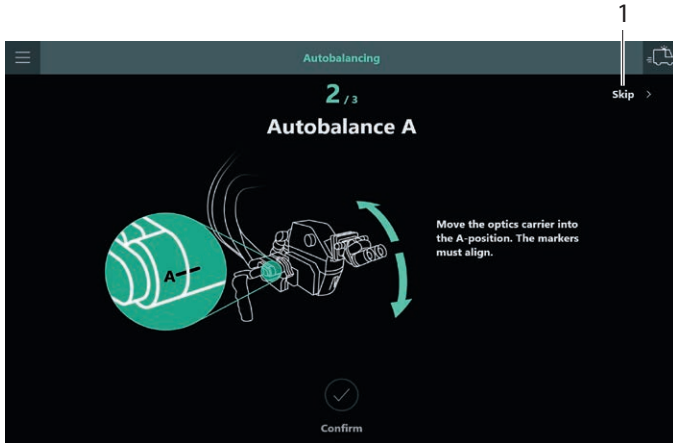 1
Autobalancing
2 / 3
Skip >
Autobalance A
A
Move the optics carrier into
the A-position. The markers
must align.
Confirm